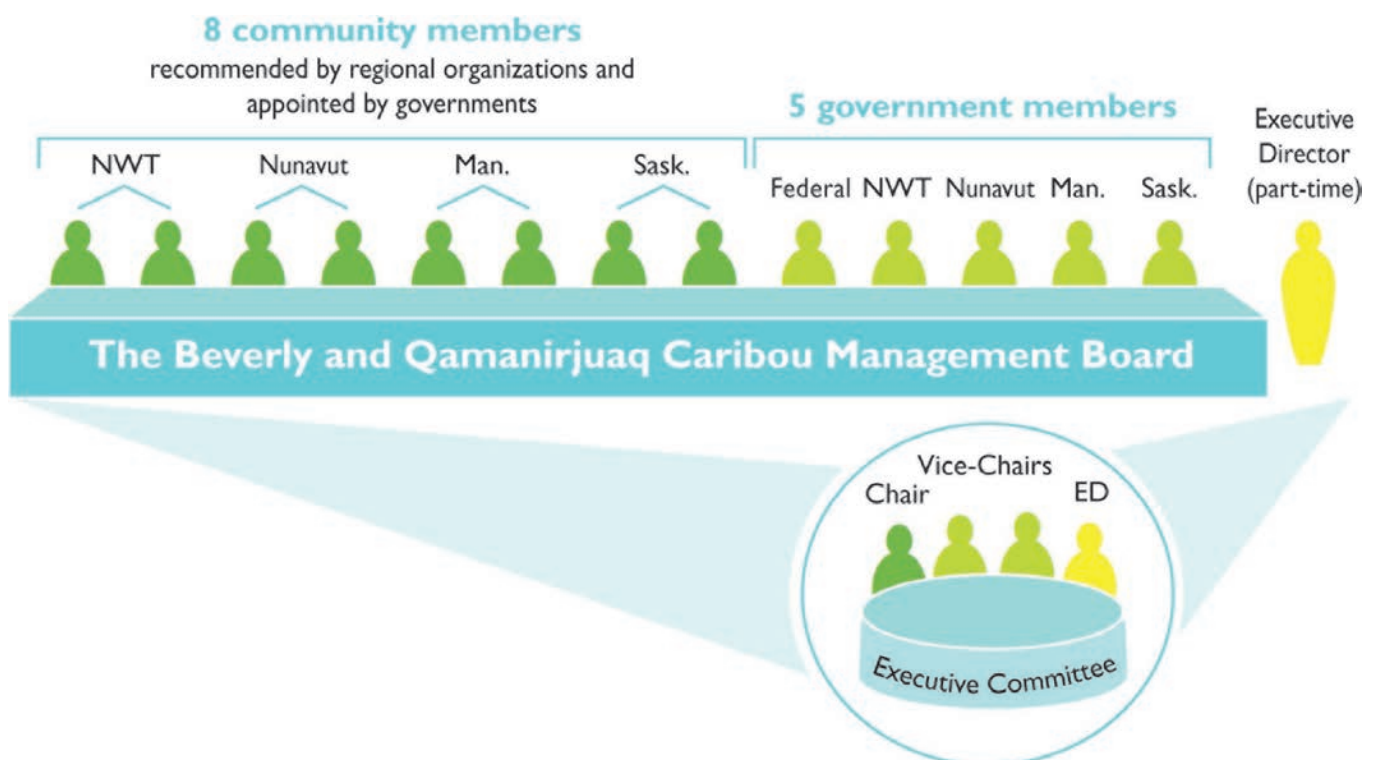 8 community members
recommended by regional organizations and
appointed by governments
NWT
Nunavut
Man.
Sask.
5 government members
Federal NWT Nunavut Man. Sask.
Executive
Director
(part-time)
The Beverly and Qamanirjuaq Caribou Management Board
Vice-Chairs
Chair
ED
Executive Committee